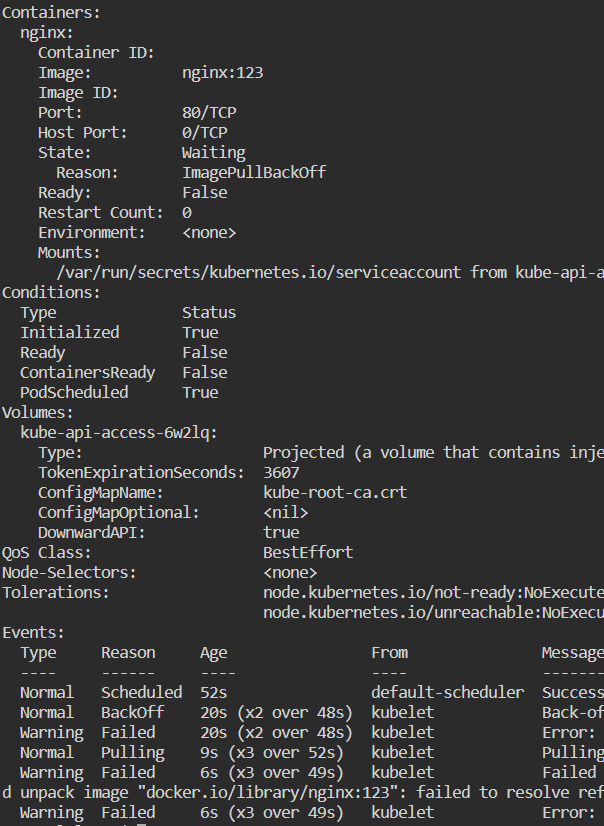 Containers:
nginx:
Container ID:
Image: nginx:123
Image ID:
Port: 80/TCP
Host Port: 0/TCP
State: Waiting
Reason: ImagePullBackOff
Ready: False
Restart Count: 0
Environment: <none>
Mounts:
/var/run/secrets/kubernetes.io/serviceaccount from kube-api-a
Conditions:
Type Status
Initialized True
Ready False
ContainersReady False
PodScheduled True
Volumes:
kube-api-access-6w2lq:
Type: Projected (a volume that contains inje
TokenExpirationSeconds: 3607
ConfigMapName: kube-root-ca.crt
ConfigMapOptional: <nil>
DownwardAPI: true
QoS Class: BestEffort
Node-Selectors: <none>
Tolerations: node.kubernetes.io/not-ready:NoExecute
node.kubernetes.io/unreachable:NoExecu
Events:
Type Reason Age From Message
---- ------ ---- ---- -------
Normal Scheduled 52s default-scheduler Success
Normal BackOff 20s (x2 over 48s) kubelet Back-of
Warning Failed 20s (x2 over 48s) kubelet Error:
Normal Pulling 9s (x3 over 52s) kubelet Pulling
Warning Failed 6s (x3 over 49s) kubelet Failed
d unpack image "docker.io/library/nginx:123": failed to resolve ref
Warning Failed 6s (x3 over 49s) kubelet Error: